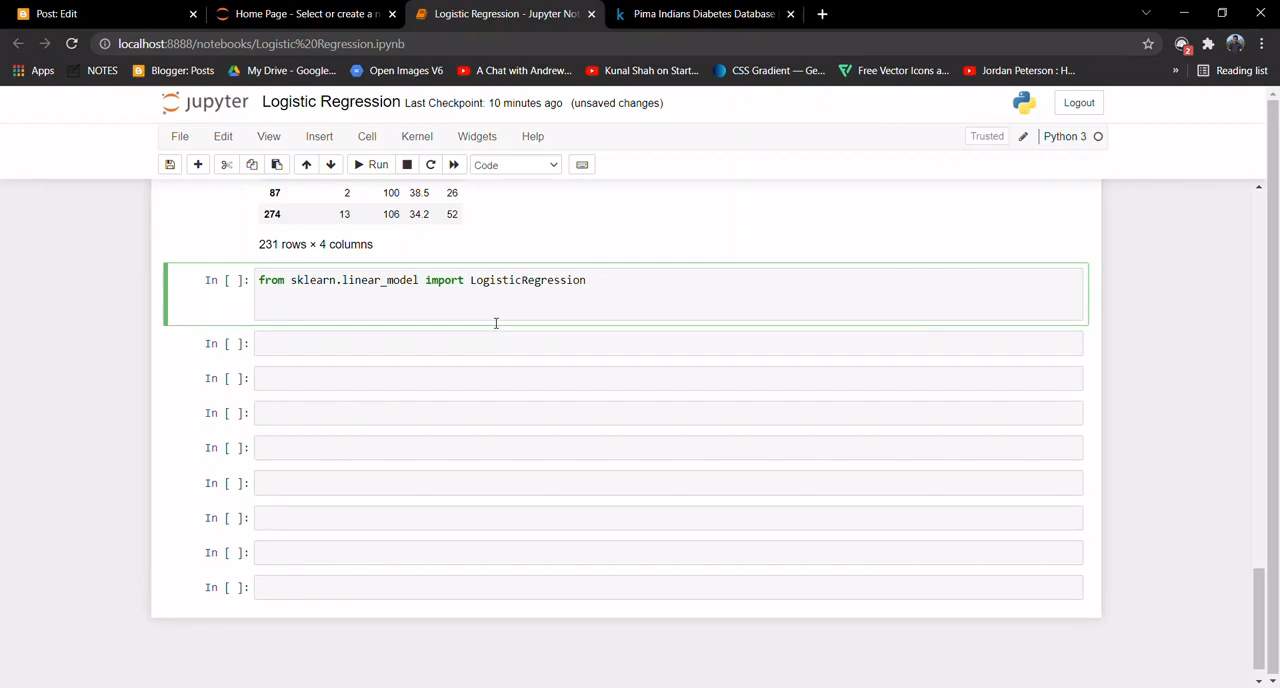 Post: Edit
Home Page - Select or create a n
Logistic Regression - Jupyter Not
Pima Indians Diabetes Database
localhost:8888/notebooks/Logistic%20Regression.ipynb
2
Apps NOTES Blogger: Posts My Drive - Google... Open Images V6 A Chat with Andrew... Kunal Shah on Start... CSS Gradient — Ge... Free Vector Icons a... Jordan Peterson : H... » Reading list
jupyter Logistic Regression Last Checkpoint: 10 minutes ago (unsaved changes) Logout
File Edit View Insert Cell Kernel Widgets Help Trusted Python 3
Run Code
87 2 100 38.5 26
274 13 106 34.2 52
231 rows × 4 columns
In [ ]: from sklearn.linear_model import LogisticRegression
In [ ]:
In [ ]:
In [ ]:
In [ ]:
In [ ]:
In [ ]:
In [ ]:
In [ ]: